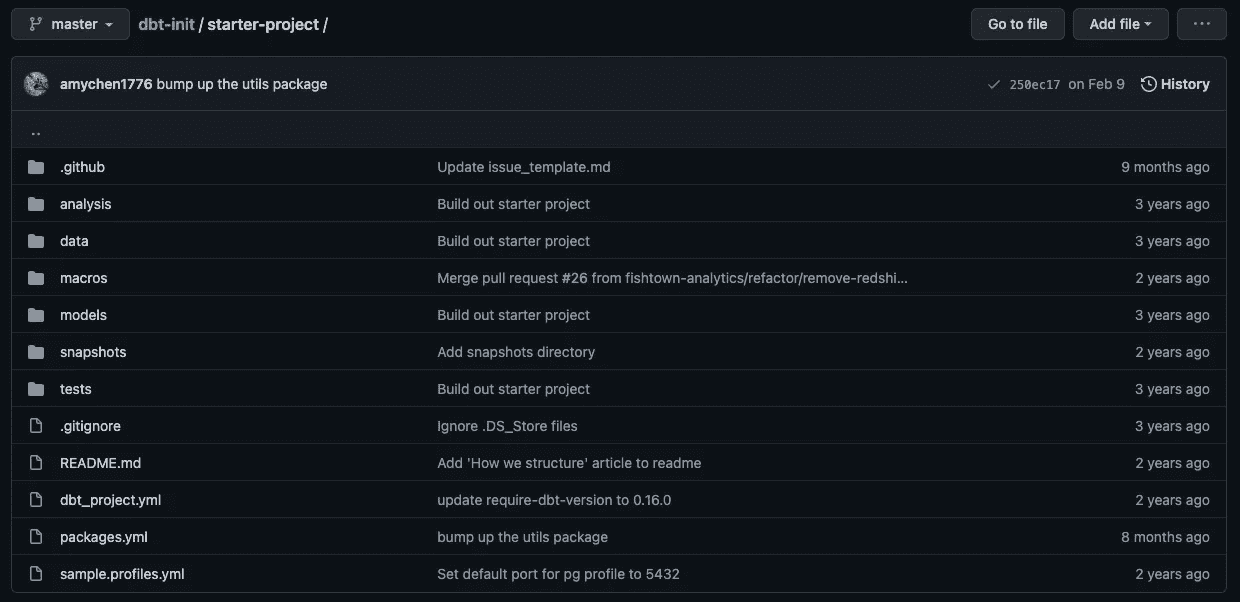 master dbt-init / starter-project / Go to file Add file ...
amychen1776 bump up the utils package 250ec17 on Feb 9 History
..
.github Update issue_template.md 9 months ago
analysis Build out starter project 3 years ago
data Build out starter project 3 years ago
macros Merge pull request #26 from fishtown-analytics/refactor/remove-redshi... 2 years ago
models Build out starter project 3 years ago
snapshots Add snapshots directory 2 years ago
tests Build out starter project 3 years ago
.gitignore Ignore .DS_Store files 3 years ago
README.md Add 'How we structure' article to readme 2 years ago
dbt_project.yml update require-dbt-version to 0.16.0 2 years ago
packages.yml bump up the utils package 8 months ago
sample.profiles.yml Set default port for pg profile to 5432 2 years ago